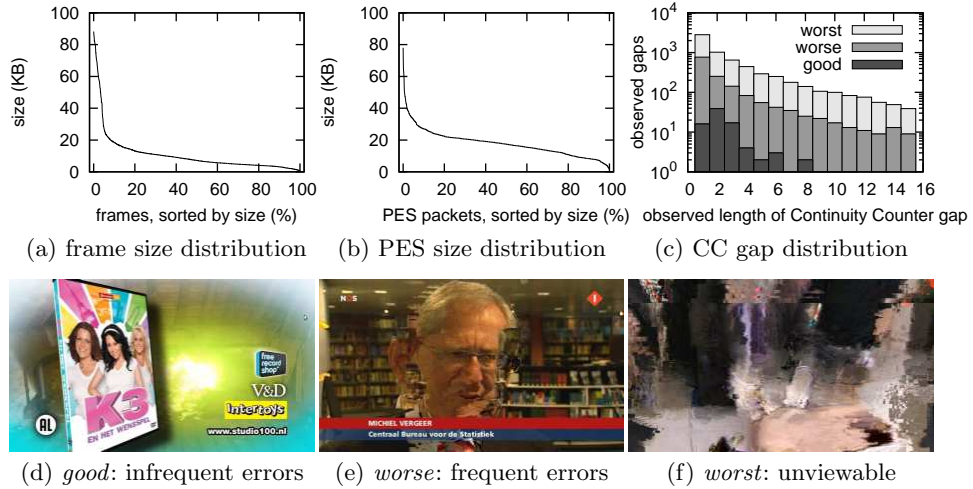 100
80
60
40
20
0
size (KB)
0 20 40 60 80 100
frames, sorted by size (%)
(a) frame size distribution
100
80
60
40
20
0
size (KB)
0 20 40 60 80 100
PES packets, sorted by size (%)
(b) PES size distribution
10^4
10^3
10^2
10^1
10^0
observed gaps
worst
worse
good
0 2 4 6 8 10 12 14 16
observed length of Continuity Counter gap
(c) CC gap distribution
K3
EN HET WENSSPEL
AL
free
record
shop
V&D
Intertoys
www.studio100.nl
(d) good: infrequent errors
NOS
MICHIEL VERGEER
Centraal Bureau voor de Statistiek
(e) worse: frequent errors
(f) worst: unviewable